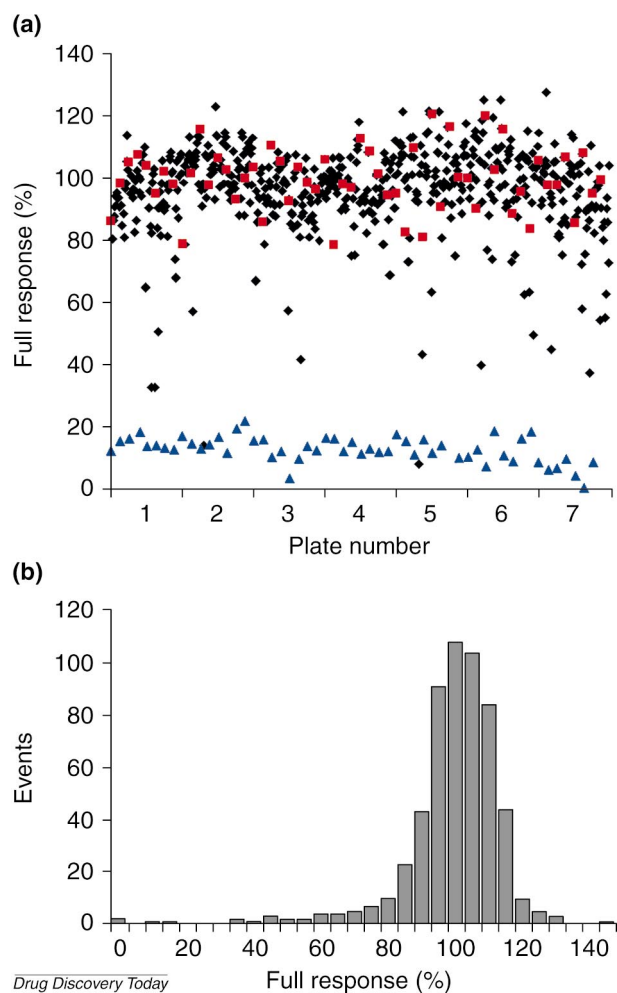 (a)
140
120
100
80
60
40
20
0
Full response (%)
1 2 3 4 5 6 7
Plate number
(b)
120
100
80
60
40
20
0
Events
0 20 40 60 80 100 120 140
Full response (%)
Drug Discovery Today